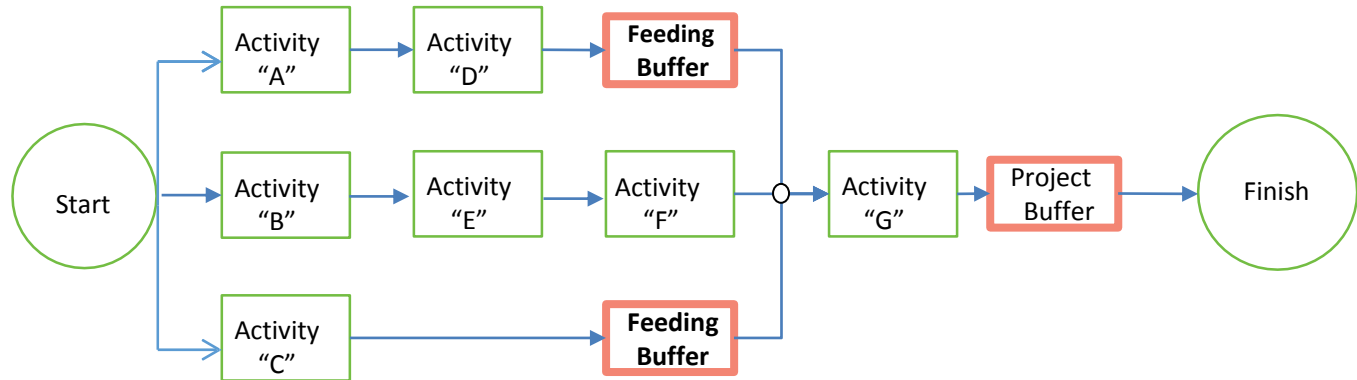 Activity
“A”
Activity
“D”
Feeding
Buffer
Start
Activity
“B”
Activity
“E”
Activity
“F”
Activity
“G”
Project
Buffer
Finish
Activity
“C”
Feeding
Buffer